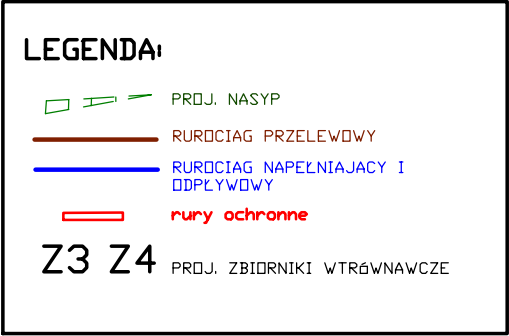 LEGENDA:
PROJ. NASYP
RUROCIAG PRZELEWOWY
RUROCIAG NAPEŁNIAJACY I
ODPŁYWOWY
rury ochronne
Z3 Z4 PROJ. ZBIORNIKI WTRóWNAWCZE